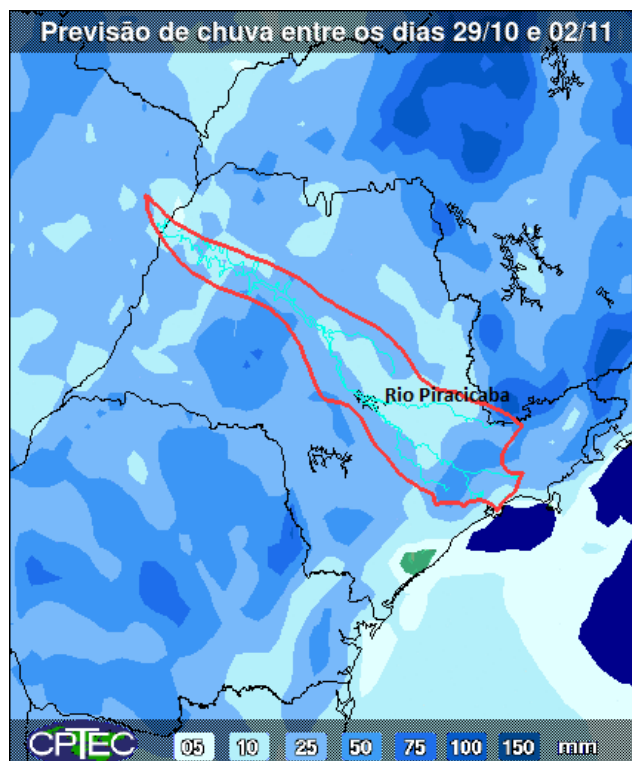 Previsão de chuva entre os dias 29/10 e 02/11
Rio Piracicaba
CPTEC 05 10 25 50 75 100 150 mm